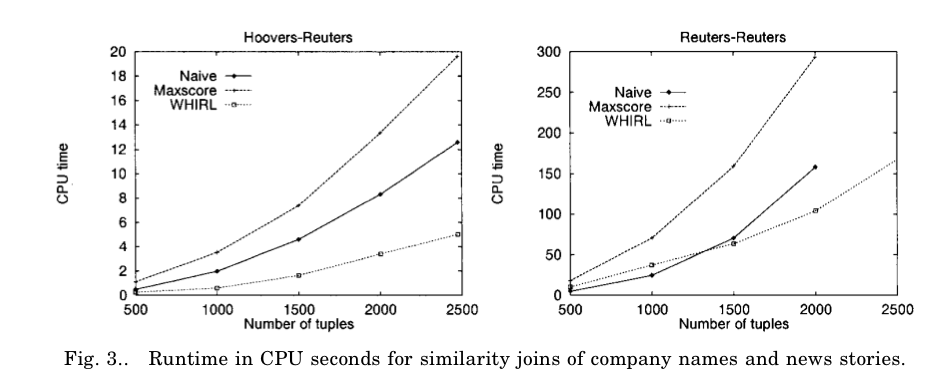 Hoovers-Reuters
20
18
16
14
12
10
8
6
4
2
0
CPU time
Naive
Maxscore
WHIRL
500 1000 1500 2000 2500
Number of tuples
Reuters-Reuters
300
250
200
150
100
50
0
CPU time
Naive
Maxscore
WHIRL
500 1000 1500 2000 2500
Number of tuples
Fig. 3.. Runtime in CPU seconds for similarity joins of company names and news stories.